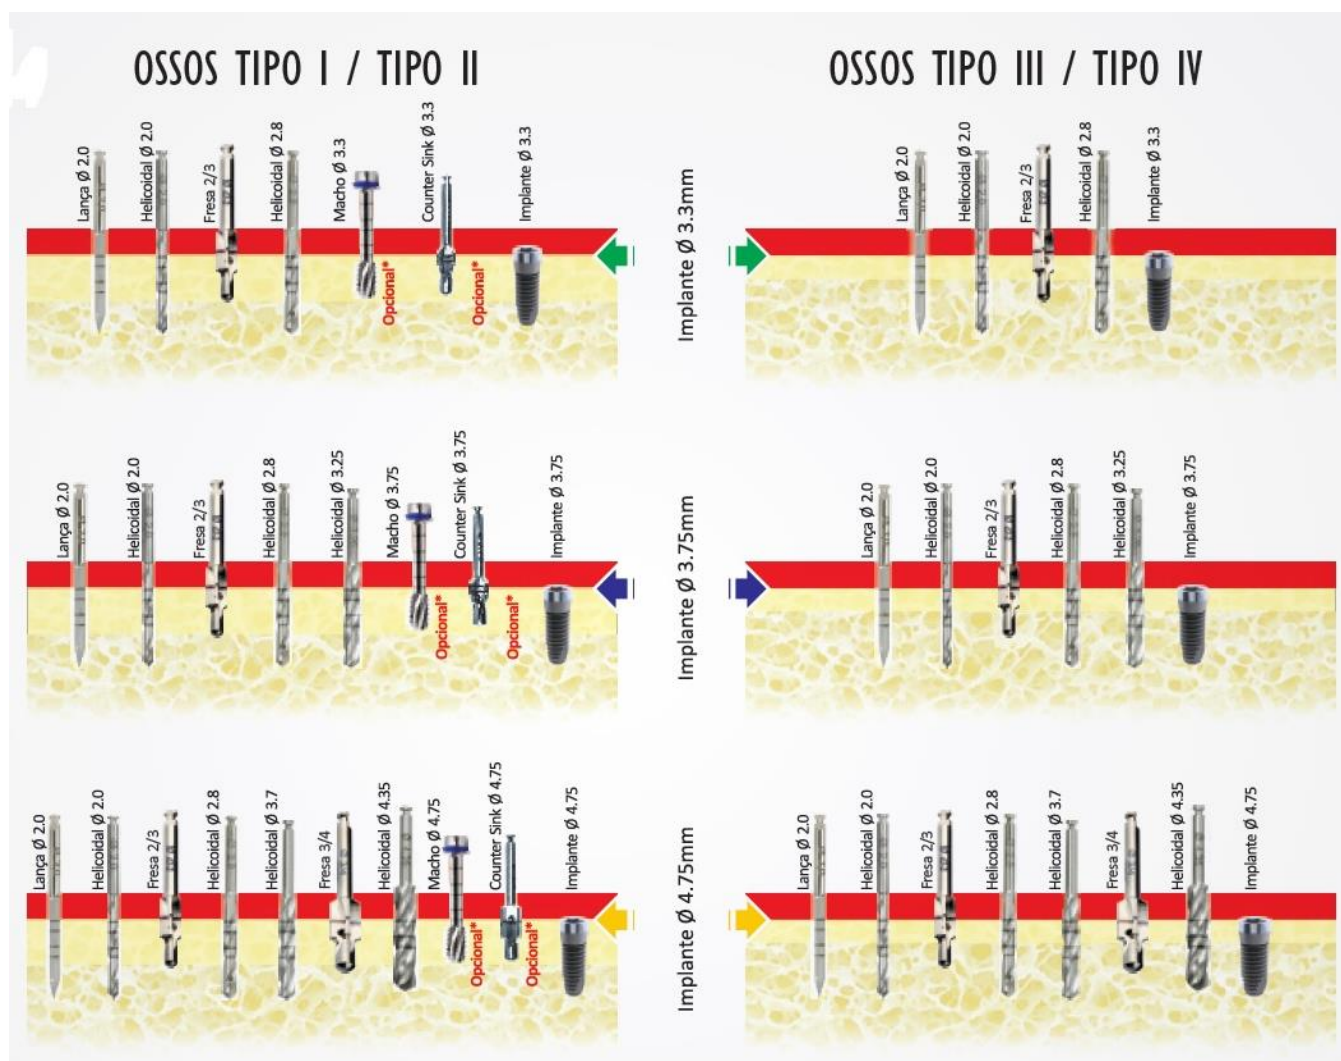 OSSOS TIPO I / TIPO II
Lança Ø 2.0
Helicoidal Ø 2.0
Fresa 2/3
Helicoidal Ø 2.8
Macho Ø 3.3
Opcional*
Counter Sink Ø 3.3
Opcional*
Implante Ø 3.3
Implante Ø 3.3mm
OSSOS TIPO III / TIPO IV
Lança Ø 2.0
Helicoidal Ø 2.0
Fresa 2/3
Helicoidal Ø 2.8
Implante Ø 3.3
Lança Ø 2.0
Helicoidal Ø 2.0
Fresa 2/3
Helicoidal Ø 2.8
Helicoidal Ø 3.25
Macho Ø 3.75
Opcional*
Counter Sink Ø 3.75
Opcional*
Implante Ø 3.75
Implante Ø 3.75mm
Lança Ø 2.0
Helicoidal Ø 2.0
Fresa 2/3
Helicoidal Ø 2.8
Helicoidal Ø 3.25
Implante Ø 3.75
Lança Ø 2.0
Helicoidal Ø 2.0
Fresa 2/3
Helicoidal Ø 2.8
Helicoidal Ø 3.7
Fresa 3/4
Helicoidal Ø 4.35
Macho Ø 4.75
Opcional*
Counter Sink Ø 4.75
Opcional*
Implante Ø 4.75
Implante Ø 4.75mm
Lança Ø 2.0
Helicoidal Ø 2.0
Fresa 2/3
Helicoidal Ø 2.8
Helicoidal Ø 3.7
Fresa 3/4
Helicoidal Ø 4.35
Implante Ø 4.75